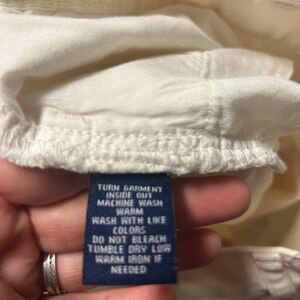 TURN GARMENT
INSIDE OUT
MACHINE WASH
WARM
WASH WITH LIKE
COLORS
DO NOT BLEACH
TUMBLE DRY LOW
WARM IRON IF
NEEDED